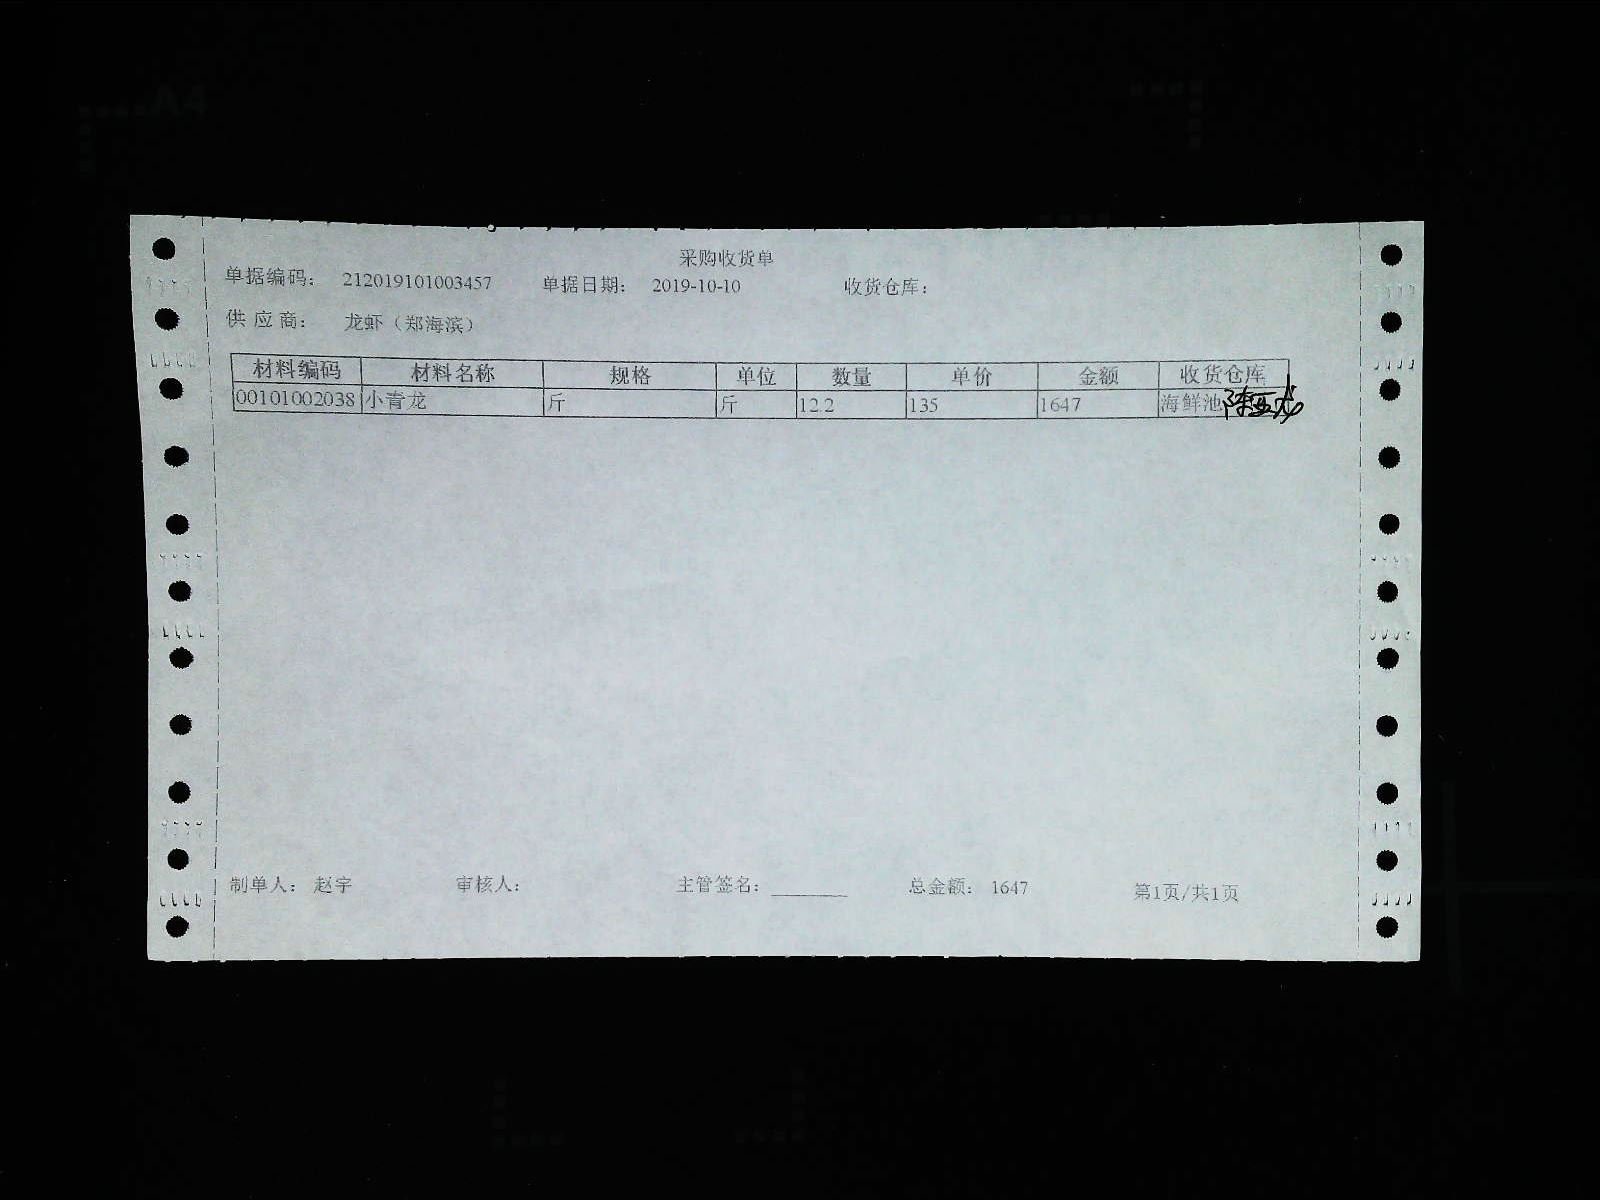 采购收货单
单据编码： 212019101003457 单据日期： 2019-10-10 收货仓库：
供应商： 龙虾（郑海滨）
材料编码 材料名称 规格 单位 数量 单价 金额 收货仓库
00101002038 小青龙 斤 斤 12.2 135 1647 海鲜池
制单人： 赵宇 审核人： 主管签名： 总金额： 1647 第1页/共1页